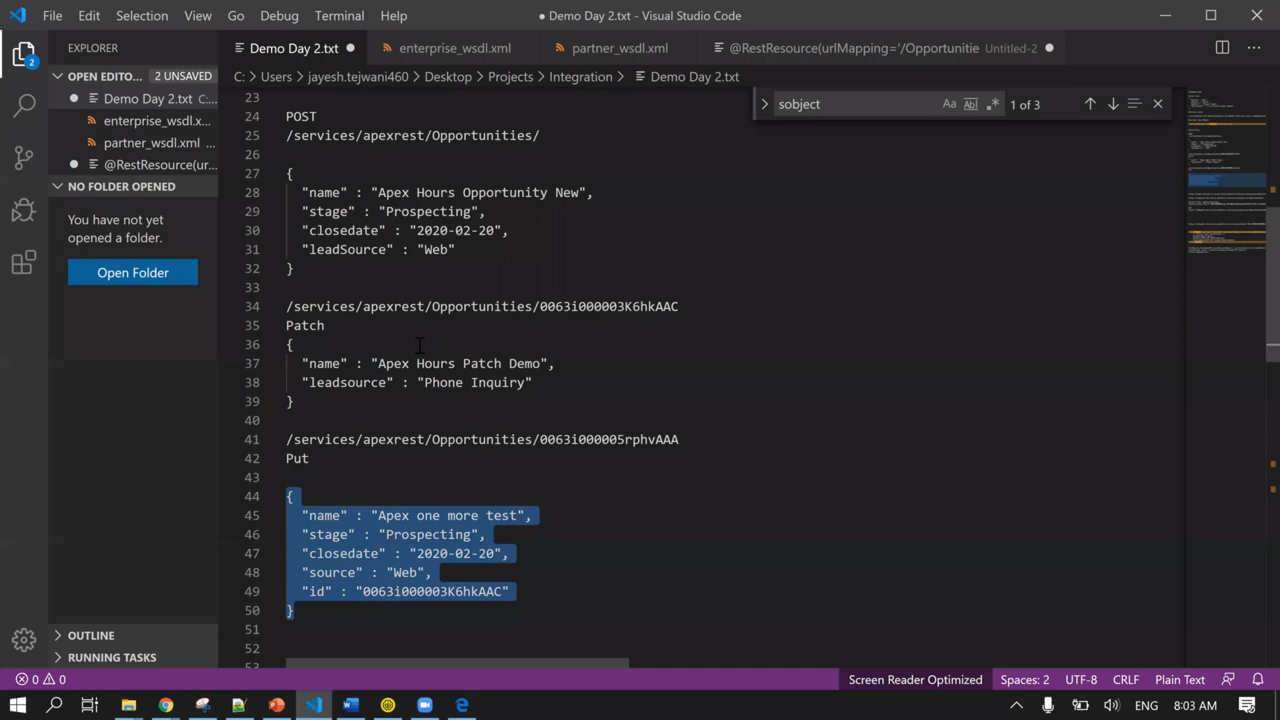 File Edit Selection View Go Debug Terminal Help
● Demo Day 2.txt - Visual Studio Code
EXPLORER
OPEN EDITO... 2 UNSAVED
Demo Day 2.txt C:...
enterprise_wsdl.x...
partner_wsdl.xml ...
@RestResource(ur...
NO FOLDER OPENED
You have not yet
opened a folder.
Open Folder
OUTLINE
RUNNING TASKS
2
Demo Day 2.txt ● enterprise_wsdl.xml partner_wsdl.xml @RestResource(urlMapping='/Opportunitie Untitled-2 ●
C: > Users > jayesh.tejwani460 > Desktop > Projects > Integration > Demo Day 2.txt
sobject Aa Abl .* 1 of 3
23
24 POST
25 /services/apexrest/Opportunities/
26
27 {
28 "name" : "Apex Hours Opportunity New",
29 "stage" : "Prospecting",
30 "closedate" : "2020-02-20",
31 "leadSource" : "Web"
32 }
33
34 /services/apexrest/Opportunities/0063i000003K6hkAAC
35 Patch
36 {
37 "name" : "Apex Hours Patch Demo",
38 "leadsource" : "Phone Inquiry"
39 }
40
41 /services/apexrest/Opportunities/0063i000005rphvAAA
42 Put
43
44 {
45 "name" : "Apex one more test",
46 "stage" : "Prospecting",
47 "closedate" : "2020-02-20",
48 "source" : "Web",
49 "id" : "0063i000003K6hkAAC"
50 }
51
52
53
0 0 Screen Reader Optimized Spaces: 2 UTF-8 CRLF Plain Text
ENG 8:03 AM